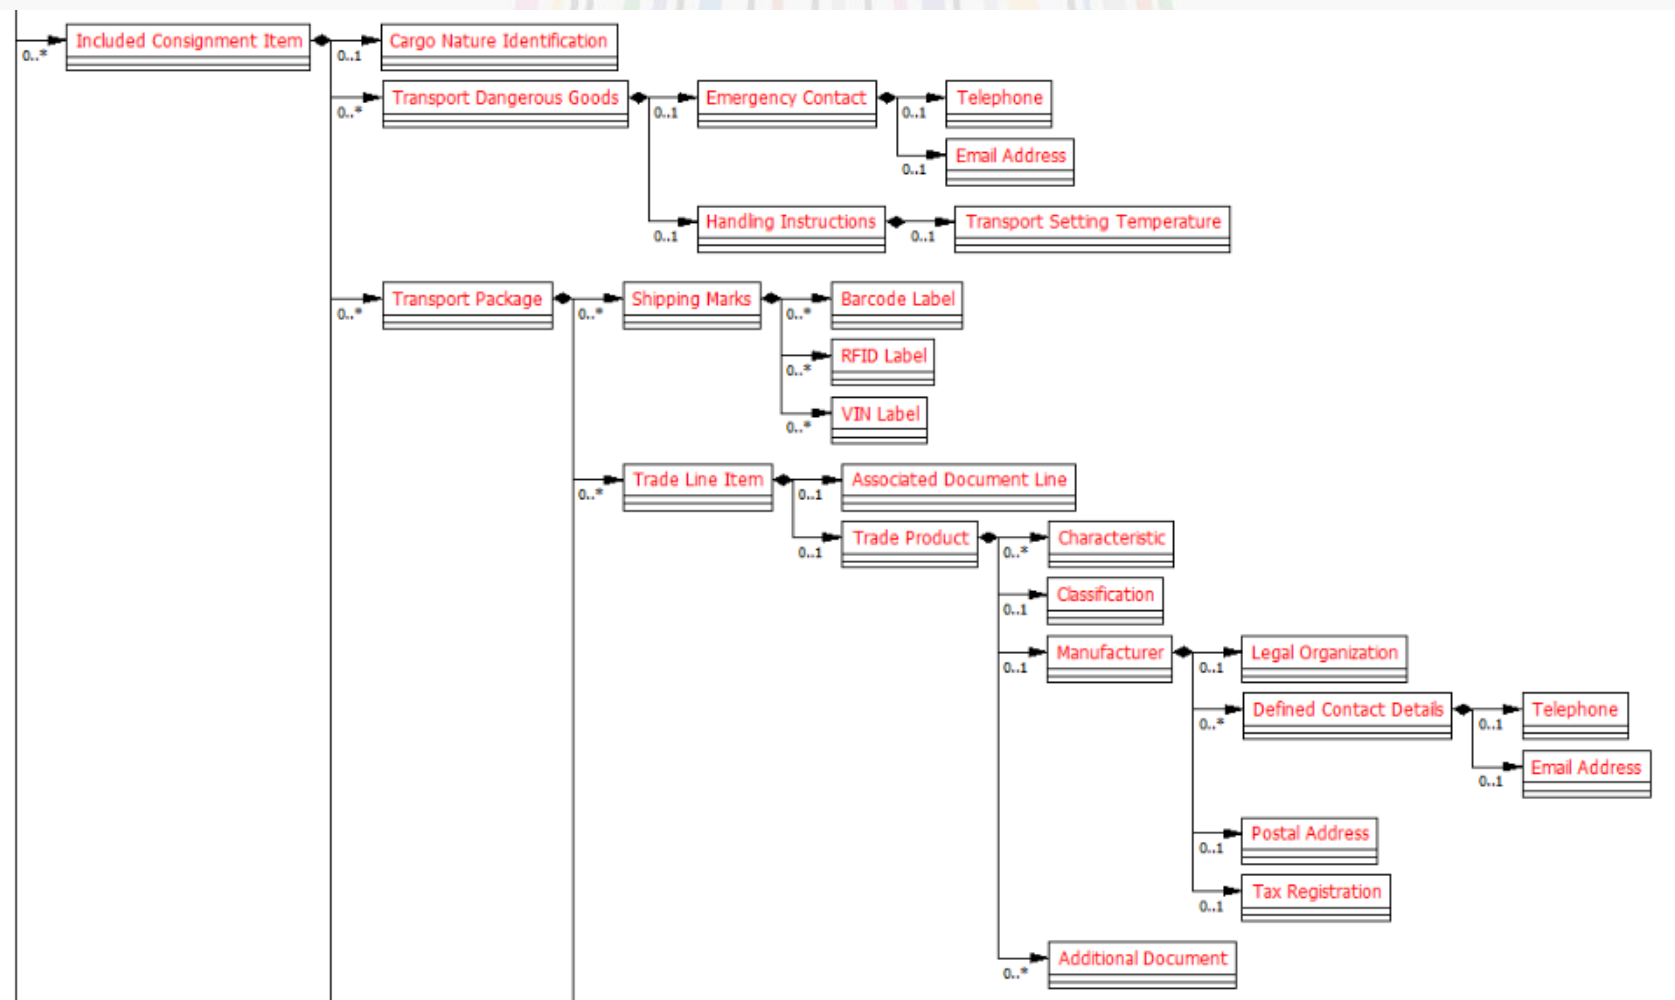 Included Consignment Item
Cargo Nature Identification
0..*
0..1
Transport Dangerous Goods
Emergency Contact
Telephone
0..*
0..1
0..1
Email Address
0..1
Handling Instructions
Transport Setting Temperature
0..1
0..1
Transport Package
Shipping Marks
Barcode Label
0..*
0..*
0..*
RFID Label
0..*
VIN Label
0..*
Trade Line Item
Associated Document Line
0..*
0..1
Trade Product
Characteristic
0..1
0..*
Classification
0..1
Manufacturer
Legal Organization
0..1
0..1
Defined Contact Details
Telephone
0..*
0..1
Email Address
0..1
Postal Address
0..1
Tax Registration
0..1
Additional Document
0..*